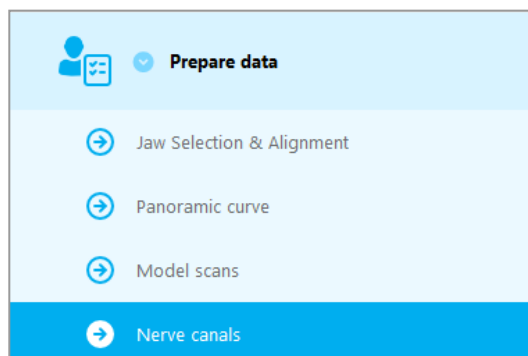 Prepare data
Jaw Selection & Alignment
Panoramic curve
Model scans
Nerve canals